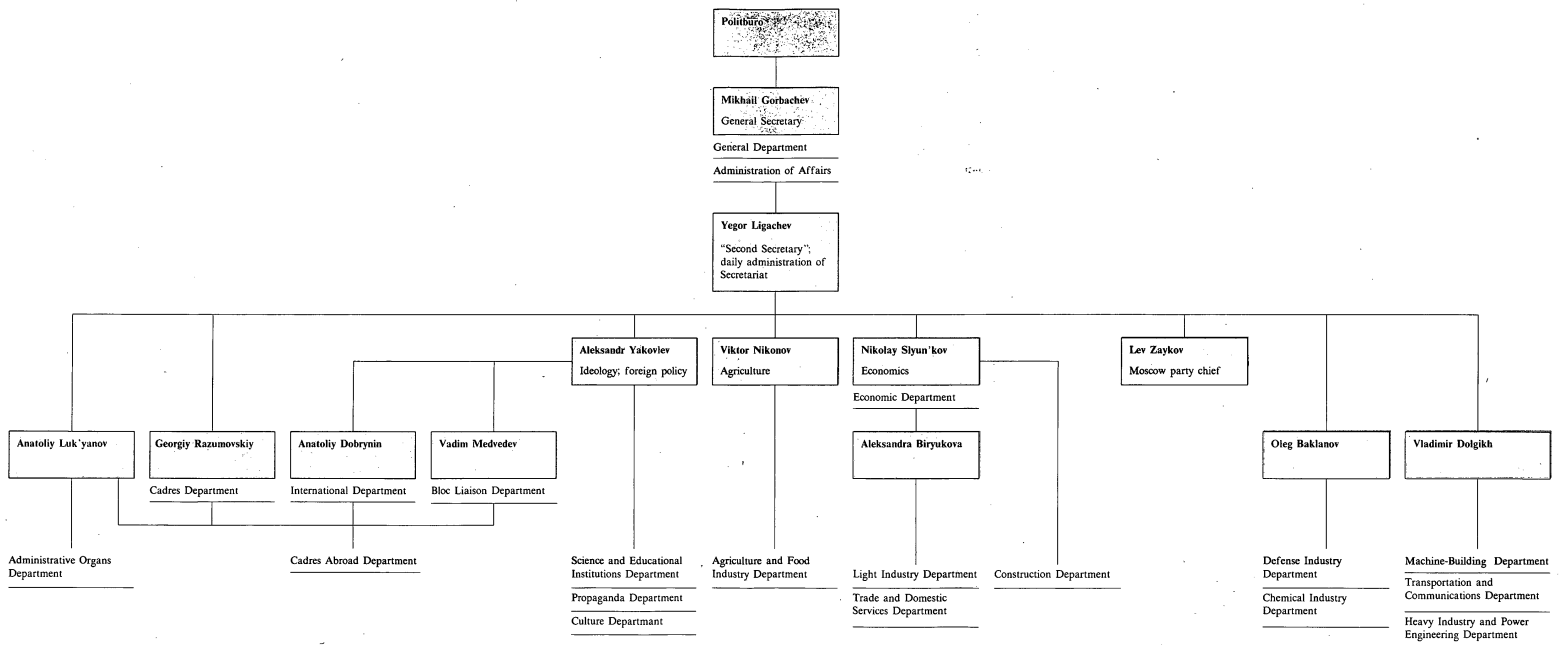 Politburo
Mikhail Gorbachev
General Secretary
General Department
Administration of Affairs
Yegor Ligachev
“Second Secretary”;
daily administration of
Secretariat
Aleksandr Yakovlev
Ideology; foreign policy
Viktor Nikonov
Agriculture
Nikolay Slyun'kov
Economics
Economic Department
Lev Zaykov
Moscow party chief
Anatoliy Luk'yanov
Georgiy Razumovskiy
Cadres Department
Anatoliy Dobrynin
International Department
Vadim Medvedev
Bloc Liaison Department
Aleksandra Biryukova
Oleg Baklanov
Vladimir Dolgikh
Administrative Organs
Department
Cadres Abroad Department
Science and Educational
Institutions Department
Propaganda Department
Culture Departmant
Agriculture and Food
Industry Department
Light Industry Department
Trade and Domestic
Services Department
Construction Department
Defense Industry
Department
Chemical Industry
Department
Machine-Building Department
Transportation and
Communications Department
Heavy Industry and Power
Engineering Department